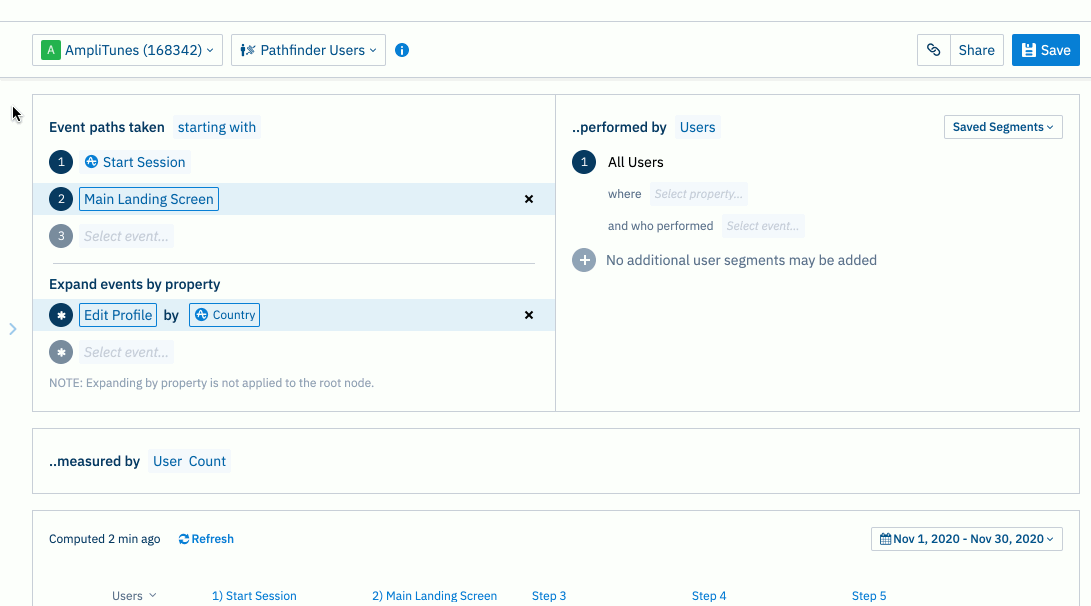 A AmpliTunes (168342) Pathfinder Users i Share Save
Event paths taken starting with
1 Start Session
2 Main Landing Screen
3 Select event...
Expand events by property
* Edit Profile by Country
* Select event...
NOTE: Expanding by property is not applied to the root node.
..performed by Users Saved Segments
1 All Users
where Select property...
and who performed Select event...
No additional user segments may be added
..measured by User Count
Computed 2 min ago Refresh Nov 1, 2020 - Nov 30, 2020
Users 1) Start Session 2) Main Landing Screen Step 3 Step 4 Step 5